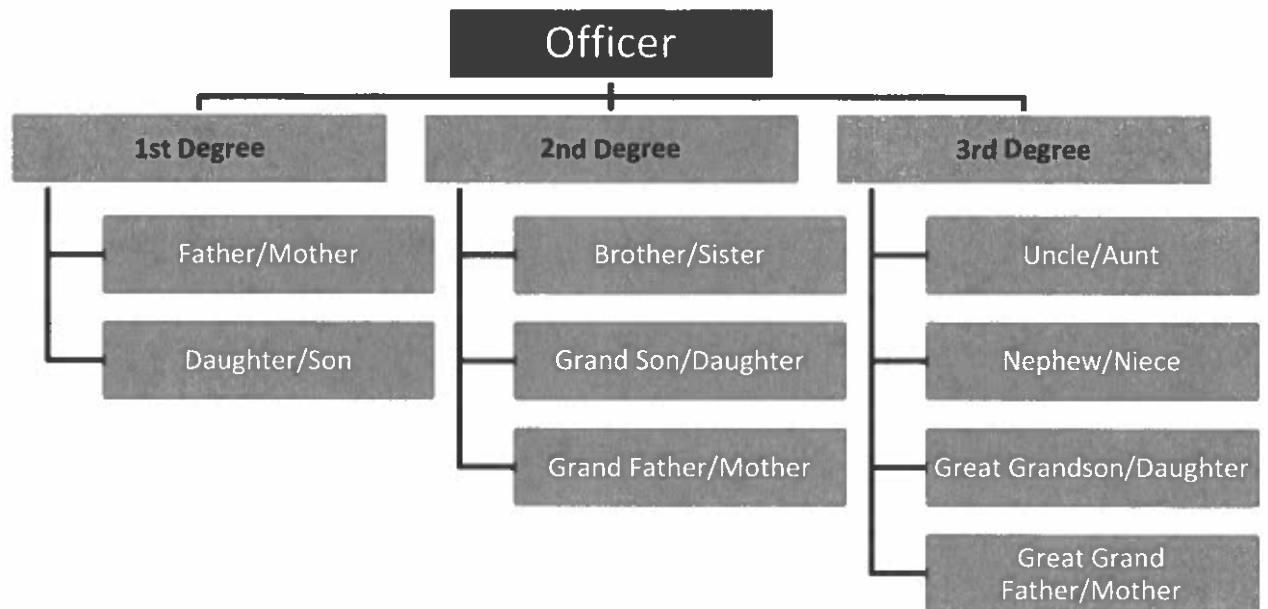 Officer
1st Degree
Father/Mother
Daughter/Son
2nd Degree
Brother/Sister
Grand Son/Daughter
Grand Father/Mother
3rd Degree
Uncle/Aunt
Nephew/Niece
Great Grandson/Daughter
Great Grand
Father/Mother